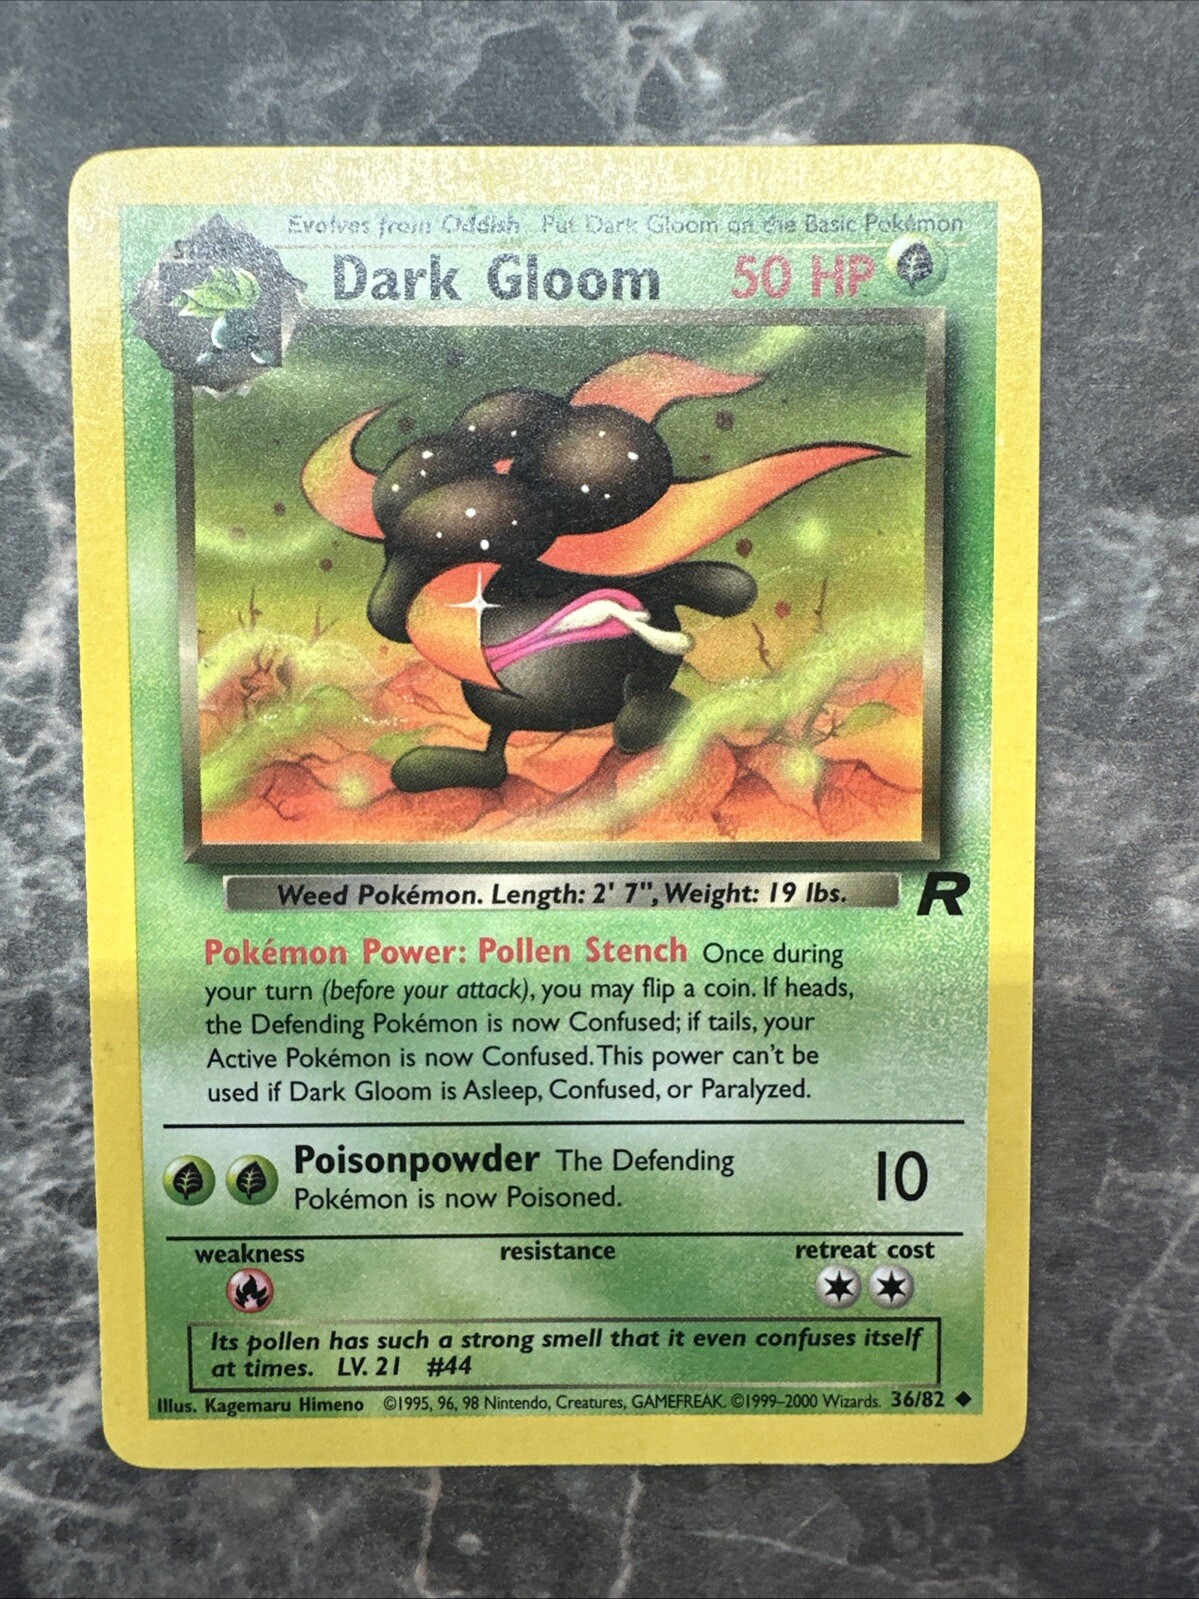 Evolves from Oddish Put Dark Gloom on the Basic Pokémon
Dark Gloom 50 HP
Weed Pokémon. Length: 2' 7", Weight: 19 lbs.
R
Pokémon Power: Pollen Stench Once during
your turn (before your attack), you may flip a coin. If heads,
the Defending Pokémon is now Confused; if tails, your
Active Pokémon is now Confused. This power can't be
used if Dark Gloom is Asleep, Confused, or Paralyzed.
Poisonpowder The Defending 10
Pokémon is now Poisoned.
weakness resistance retreat cost
Its pollen has such a strong smell that it even confuses itself
at times. LV. 21 #44
Illus. Kagemaru Himeno ©1995, 96, 98 Nintendo, Creatures, GAMEFREAK. ©1999–2000 Wizards. 36/82 ◆